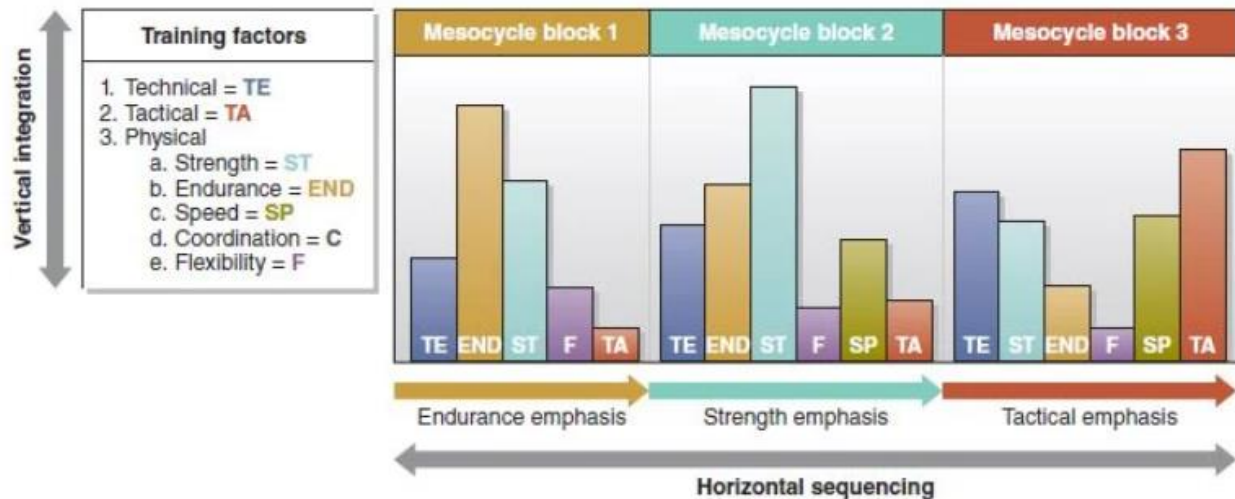 Vertical integration
Training factors
1. Technical = TE
2. Tactical = TA
3. Physical
a. Strength = ST
b. Endurance = END
c. Speed = SP
d. Coordination = C
e. Flexibility = F
Mesocycle block 1
Mesocycle block 2
Mesocycle block 3
TE END ST F TA
TE END ST F SP TA
TE ST END F SP TA
Endurance emphasis
Strength emphasis
Tactical emphasis
Horizontal sequencing